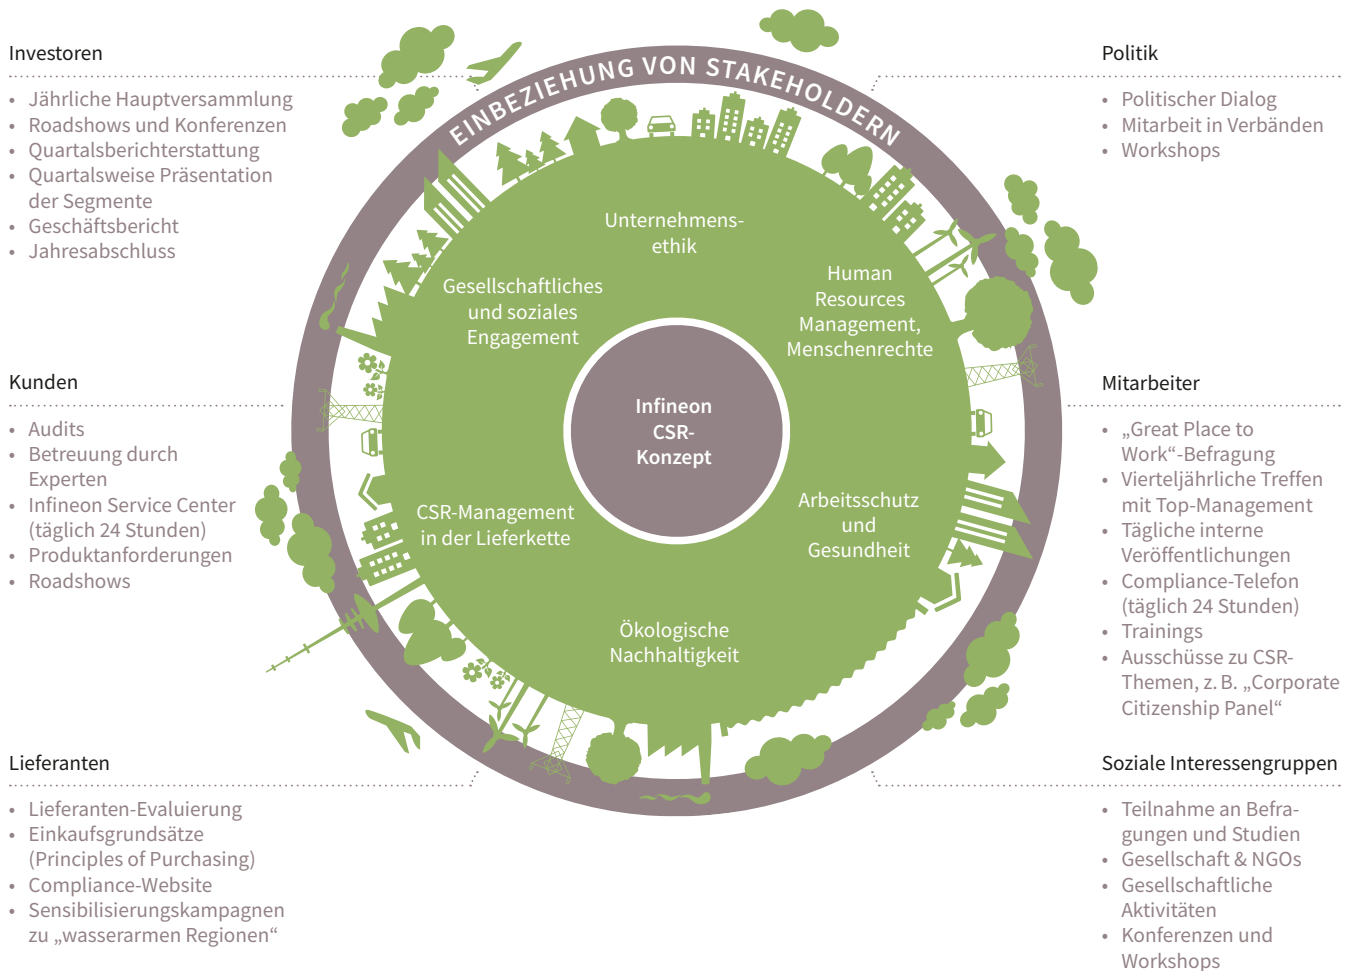 Investoren
• Jährliche Hauptversammlung
• Roadshows und Konferenzen
• Quartalsberichterstattung
• Quartalsweise Präsentation
der Segmente
• Geschäftsbericht
• Jahresabschluss
Kunden
• Audits
• Betreuung durch
Experten
• Infineon Service Center
(täglich 24 Stunden)
• Produktanforderungen
• Roadshows
Lieferanten
• Lieferanten-Evaluierung
• Einkaufsgrundsätze
(Principles of Purchasing)
• Compliance-Website
• Sensibilisierungskampagnen
zu „wasserarmen Regionen“
EINBEZIEHUNG VON STAKEHOLDERN
Unternehmens-
ethik
Gesellschaftliches
und soziales
Engagement
Human
Resources
Management,
Menschenrechte
Infineon
CSR-
Konzept
CSR-Management
in der Lieferkette
Arbeitsschutz
und
Gesundheit
Ökologische
Nachhaltigkeit
Politik
• Politischer Dialog
• Mitarbeit in Verbänden
• Workshops
Mitarbeiter
• „Great Place to
Work“-Befragung
• Vierteljährliche Treffen
mit Top-Management
• Tägliche interne
Veröffentlichungen
• Compliance-Telefon
(täglich 24 Stunden)
• Trainings
• Ausschüsse zu CSR-
Themen, z. B. „Corporate
Citizenship Panel“
Soziale Interessengruppen
• Teilnahme an Befra-
gungen und Studien
• Gesellschaft & NGOs
• Gesellschaftliche
Aktivitäten
• Konferenzen und
Workshops